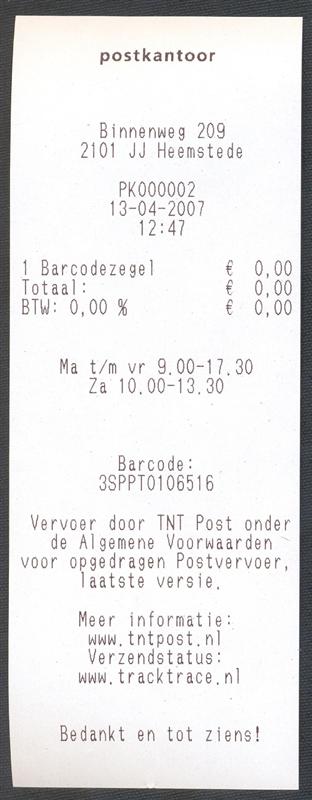 postkantoor
Binnenweg 209
2101 JJ Heemstede
PK000002
13-04-2007
12:47
1 Barcodezegel € 0,00
Totaal: € 0,00
BTW: 0,00 % € 0,00
Ma t/m vr 9.00-17.30
Za 10.00-13.30
Barcode:
3SPPT0106516
Vervoer door TNT Post onder
de Algemene Voorwaarden
voor opgedragen Postvervoer,
laatste versie.
Meer informatie:
www.tntpost.nl
Verzendstatus:
www.tracktrace.nl
Bedankt en tot ziens!